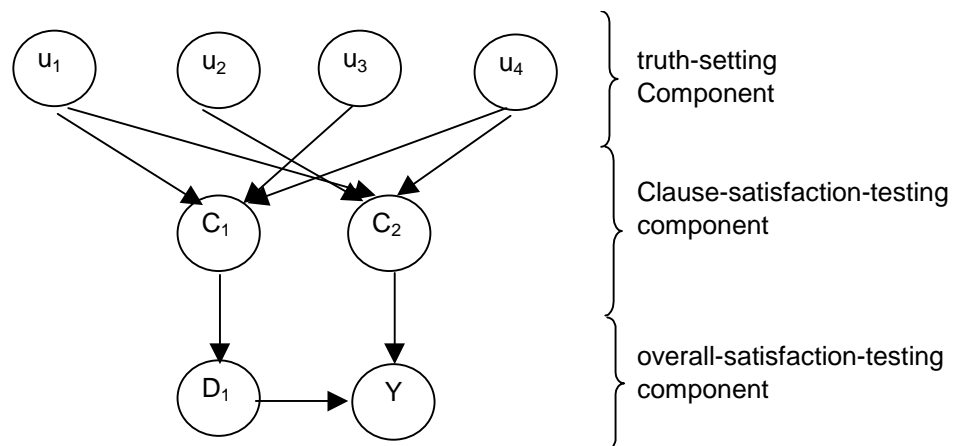 u₁ u₂ u₃ u₄
truth-setting
Component
C₁ C₂
Clause-satisfaction-testing
component
D₁ Y
overall-satisfaction-testing
component